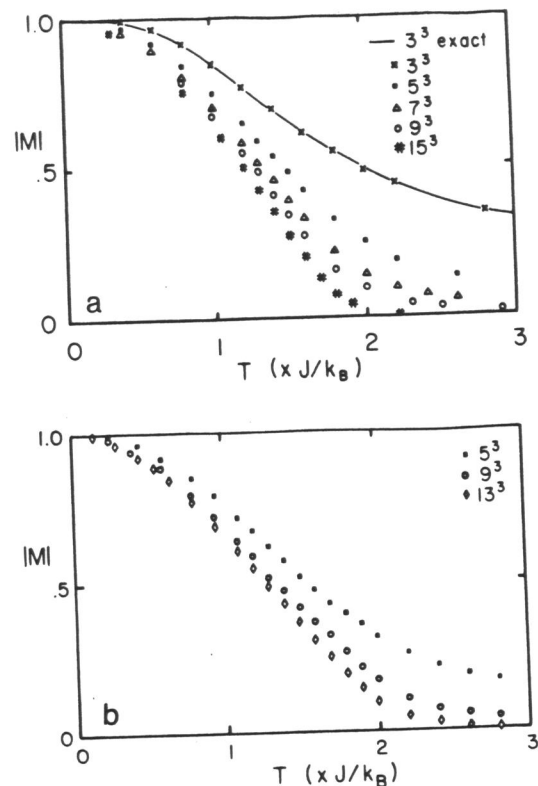 1.0
.5
0
|M|
a
— 3³ exact
× 3³
▪ 5³
△ 7³
○ 9³
⁕ 15³
0 1 2 3
T (x J/k_B)
1.0
.5
0
|M|
b
▪ 5³
○ 9³
◊ 13³
0 1 2 3
T (x J/k_B)